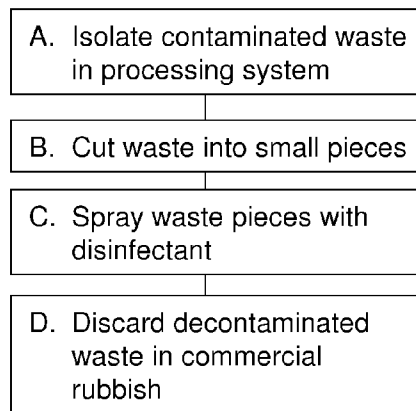 A. Isolate contaminated waste
in processing system
B. Cut waste into small pieces
C. Spray waste pieces with
disinfectant
D. Discard decontaminated
waste in commercial
rubbish